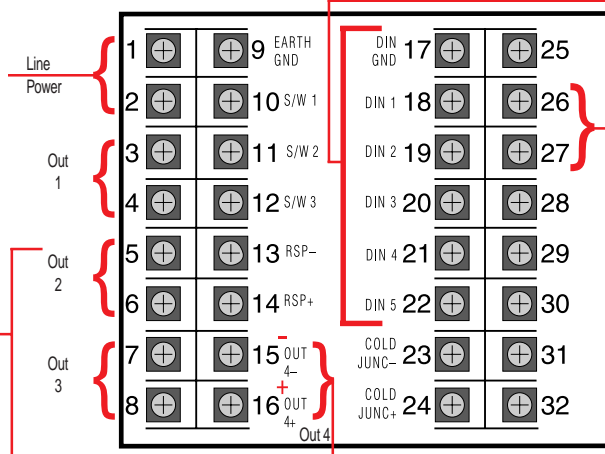 Line
Power
Out
1
Out
2
Out
3
1 9 EARTH
GND
2 10 S/W 1
3 11 S/W 2
4 12 S/W 3
5 13 RSP–
6 14 RSP+
7 15 OUT
4–
–
8 16 OUT
4+
+
Out 4
DIN
GND 17 25
DIN 1 18 26
DIN 2 19 27
DIN 3 20 28
DIN 4 21 29
DIN 5 22 30
COLD
JUNC– 23 31
COLD
JUNC+ 24 32